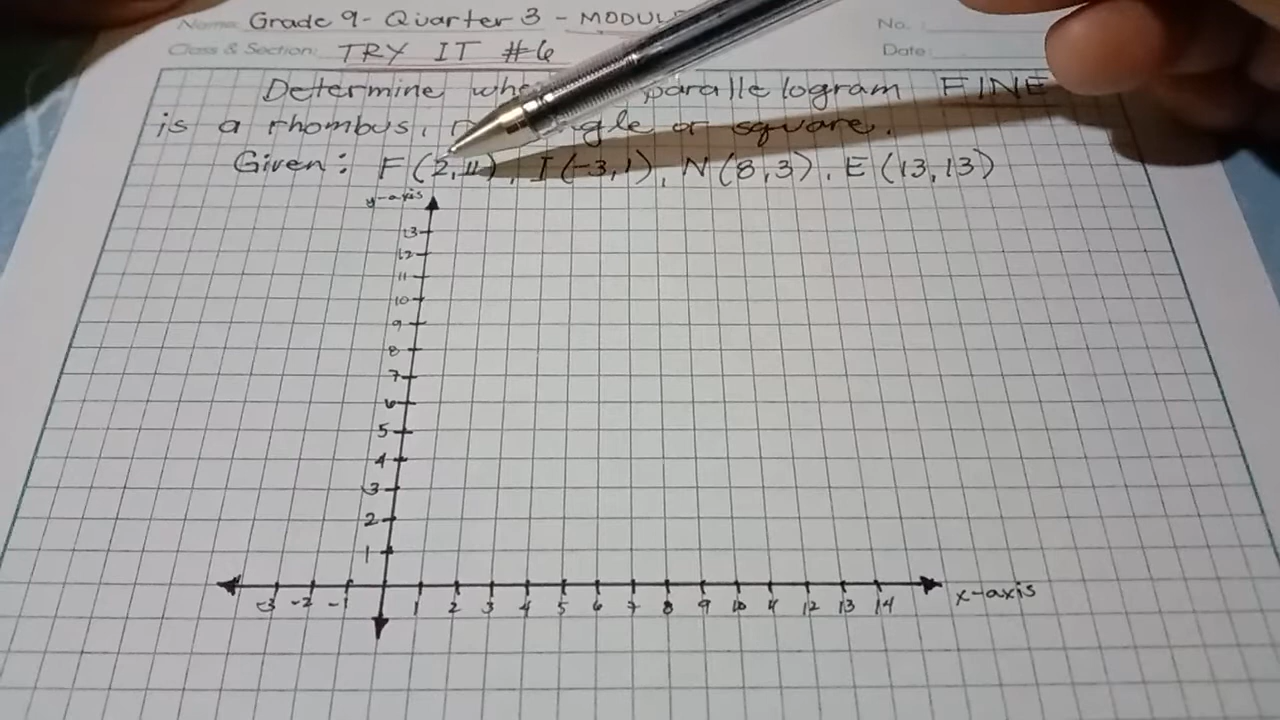 Name: Grade 9 - Quarter 3 - MODULE
No.:
Class & Section: TRY IT #6
Date:
Determine parallelogram FINE
is a rhombus, or square.
Given: F(2,11), I(-3,1), N(8,3), E(13,13)
y-axis
13
12
11
10
9
8
7
6
5
4
3
2
1
-3 -2 -1 1 2 3 4 5 6 7 8 9 10 11 12 13 14 x-axis